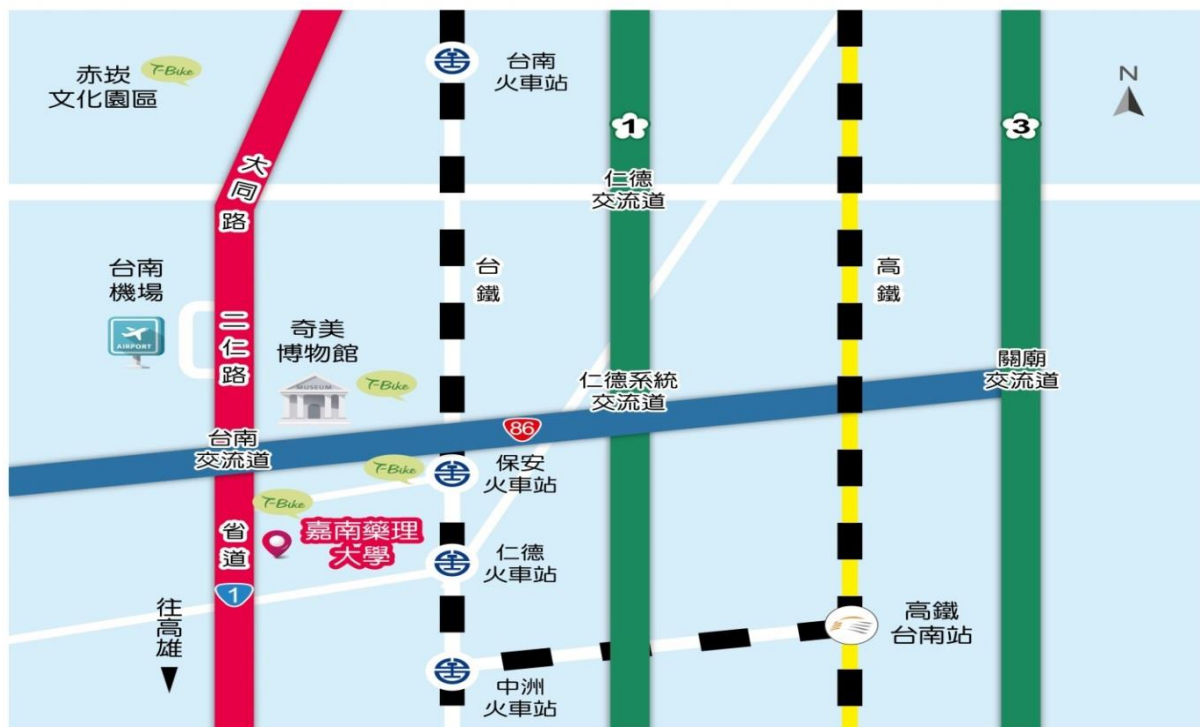 台南
火車站
赤崁
文化園區
T-Bike
N
1
3
大同路
仁德
交流道
台南
機場
AIRPORT
台鐵
高鐵
二仁路
奇美
博物館
MUSEUM
T-Bike
仁德系統
交流道
關廟
交流道
86
台南
交流道
保安
火車站
T-Bike
T-Bike
省道
嘉南藥理
大學
仁德
火車站
1
往高雄
高鐵
台南站
中洲
火車站